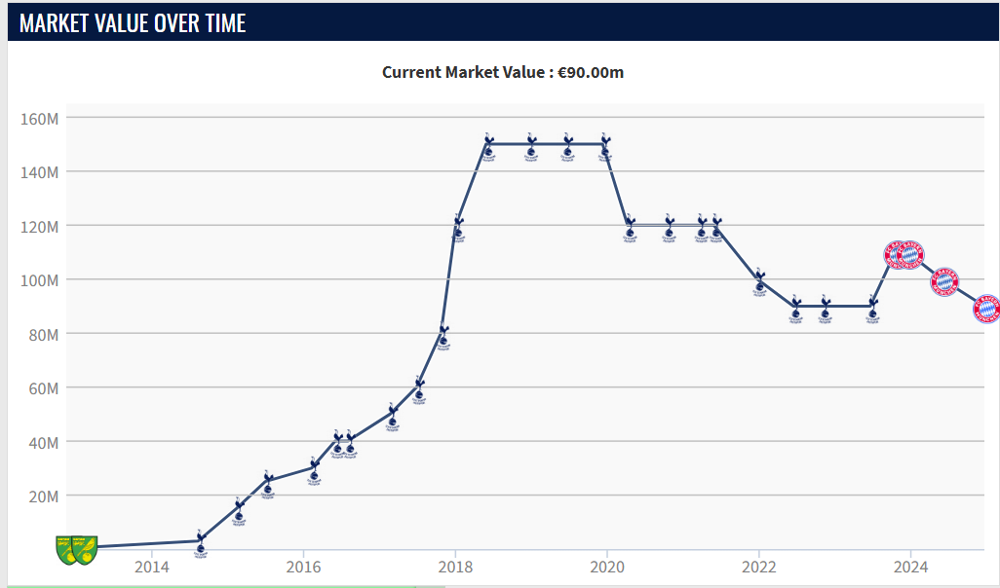 MARKET VALUE OVER TIME
Current Market Value : €90.00m
160M
140M
120M
100M
80M
60M
40M
20M
2014
2016
2018
2020
2022
2024